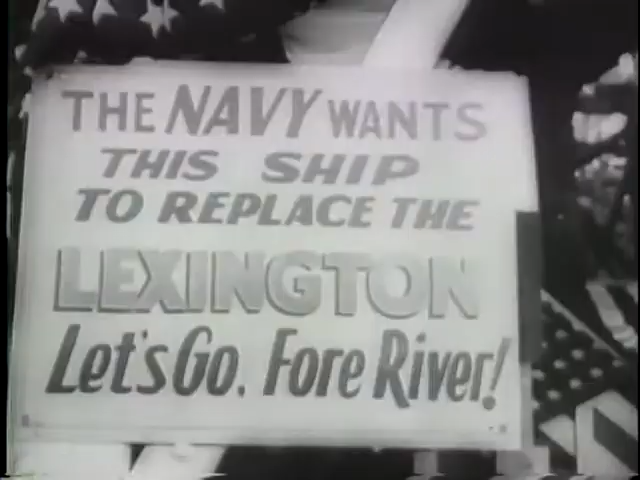 THE NAVY WANTS
THIS SHIP
TO REPLACE THE
LEXINGTON
Let's Go, Fore River!